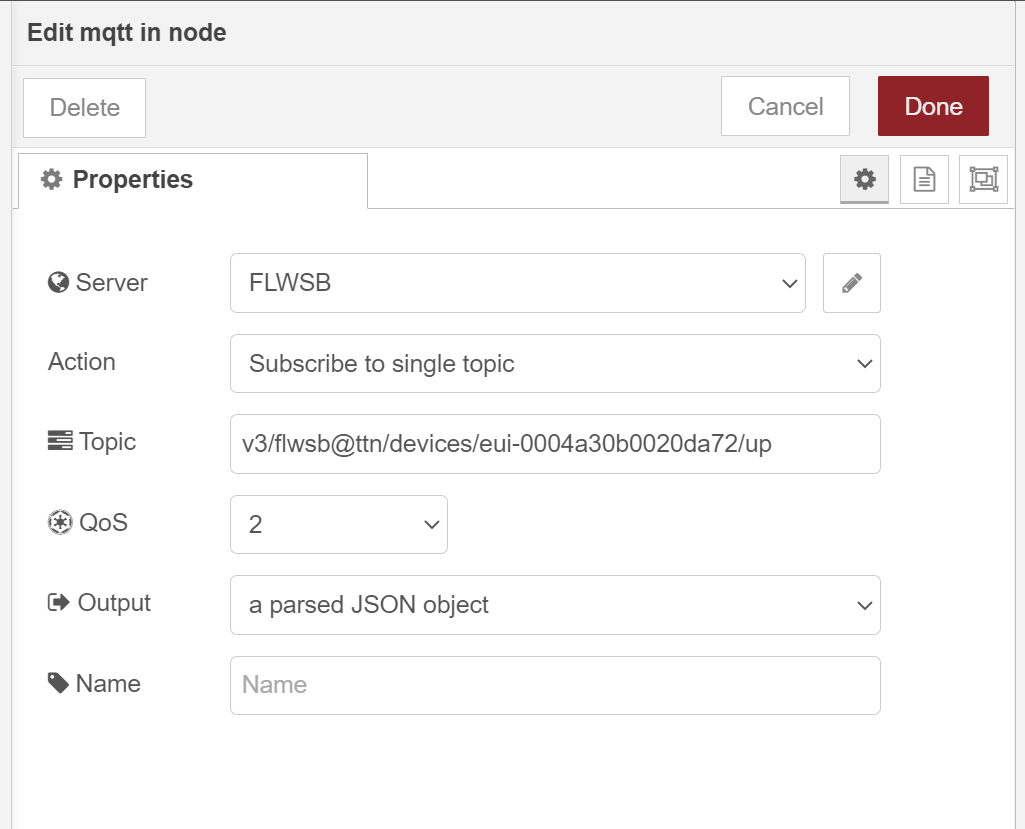 Edit mqtt in node
Delete
Cancel
Done
Properties
Server
FLWSB
Action
Subscribe to single topic
Topic
v3/flwsb@ttn/devices/eui-0004a30b0020da72/up
QoS
2
Output
a parsed JSON object
Name
Name